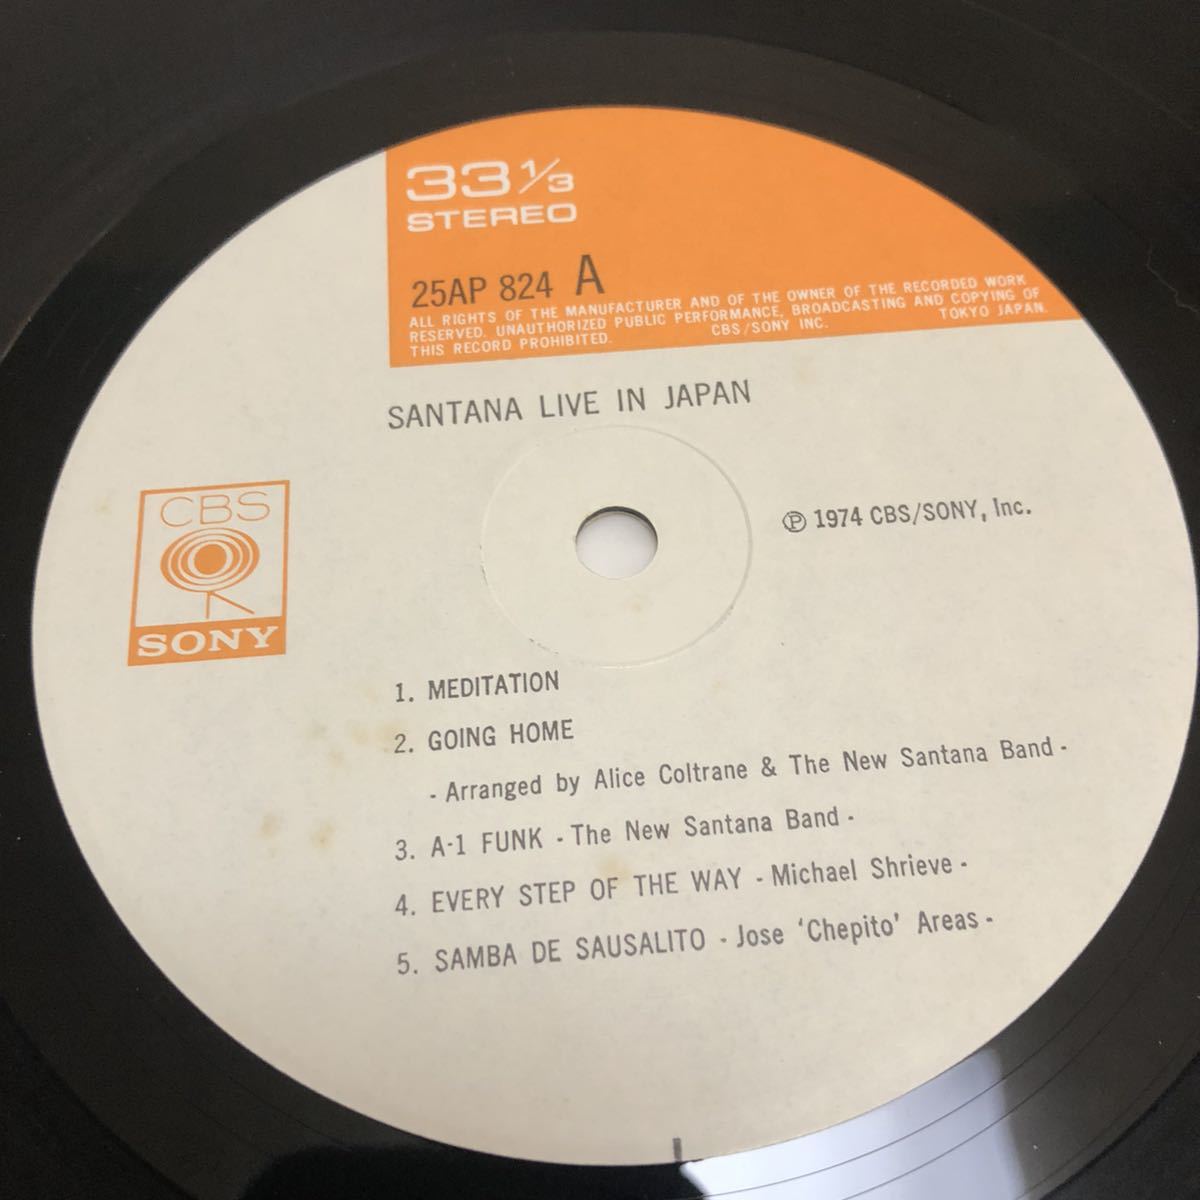 33 1/3
STEREO
25AP 824 A
ALL RIGHTS OF THE MANUFACTURER AND OF THE OWNER OF THE RECORDED WORK
RESERVED. UNAUTHORIZED PUBLIC PERFORMANCE, BROADCASTING AND COPYING OF
THIS RECORD PROHIBITED. CBS/SONY INC. TOKYO JAPAN.
SANTANA LIVE IN JAPAN
CBS
SONY
℗ 1974 CBS/SONY, Inc.
1. MEDITATION
2. GOING HOME
- Arranged by Alice Coltrane & The New Santana Band -
3. A-1 FUNK - The New Santana Band -
4. EVERY STEP OF THE WAY - Michael Shrieve -
5. SAMBA DE SAUSALITO - Jose 'Chepito' Areas -